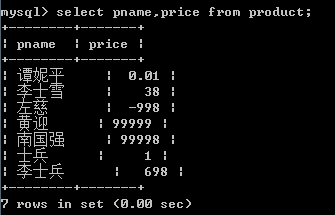 mysql> select pname,price from product;
+--------+-------+
| pname | price |
+--------+-------+
| 谭妮平 | 0.01 |
| 李士雪 | 38 |
| 左慈 | -998 |
| 黄迎 | 99999 |
| 南国强 | 99998 |
| 士兵 | 1 |
| 李士兵 | 698 |
+--------+-------+
7 rows in set (0.00 sec)